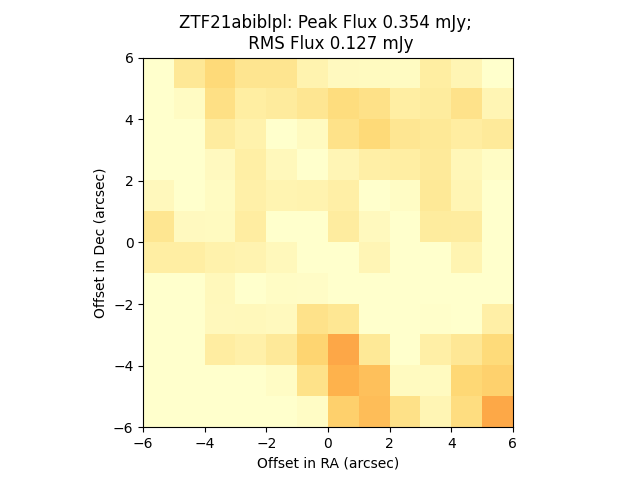 ZTF21abiblpl: Peak Flux 0.354 mJy;
RMS Flux 0.127 mJy
6
4
2
0
−2
−4
−6
Offset in Dec (arcsec)
−6 −4 −2 0 2 4 6
Offset in RA (arcsec)